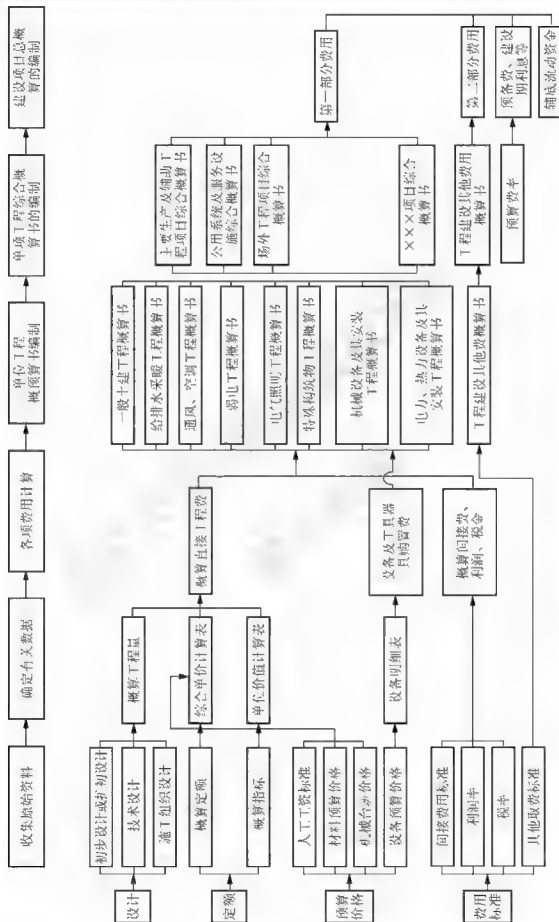 收集原始资料
确定有关数据
各项费用计算
单位工程
概预算书编制
单项工程综合概
算书的编制
建设项目总概
算的编制
设计
初步设计或扩初设计
技术设计
施工组织设计
概算工程量
定额
概算定额
概算指标
综合单价计算表
单位价值计算表
概算直接工程费
预算
价格
人工工资标准
材料预算价格
机械台班价格
设备预算价格
设备明细表
设备及工具器
具购置费
费用
标准
间接费用标准
利润率
税率
其他取费标准
概算间接费、
利润、税金
一般土建工程概算书
给排水采暖工程概算书
通风、空调工程概算书
弱电工程概算书
电气照明工程概算书
特殊构筑物工程概算书
机械设备及其安装
工程概算书
电力、热力设备及其
安装工程概算书
工程建设其他费概算书
主要生产及辅助工
程项目综合概算书
公用系统及服务设
施综合概算书
场外工程项目综合
概算书
×××项目综合
概算书
工程建设其他费用
概算书
预算费率
第一部分费用
第二部分费用
预备费、建设
期利息等
铺底流动资金